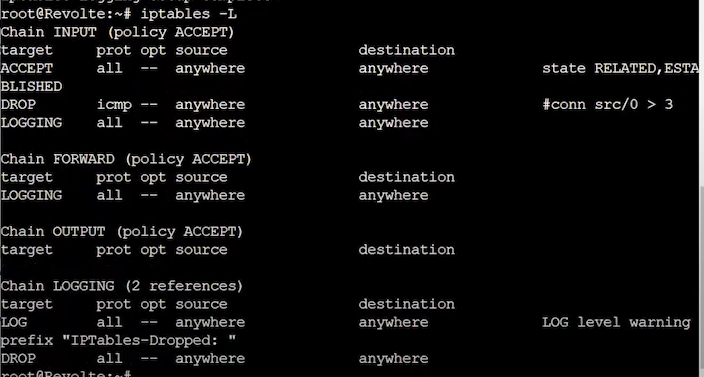 root@Revolte:~# iptables -L
Chain INPUT (policy ACCEPT)
target     prot opt source               destination
ACCEPT     all  --  anywhere             anywhere             state RELATED,ESTA
BLISHED
DROP       icmp --  anywhere             anywhere             #conn src/0 > 3
LOGGING    all  --  anywhere             anywhere
Chain FORWARD (policy ACCEPT)
target     prot opt source               destination
LOGGING    all  --  anywhere             anywhere
Chain OUTPUT (policy ACCEPT)
target     prot opt source               destination
Chain LOGGING (2 references)
target     prot opt source               destination
LOG        all  --  anywhere             anywhere             LOG level warning
prefix "IPTables-Dropped: "
DROP       all  --  anywhere             anywhere
root@Revolte:~#